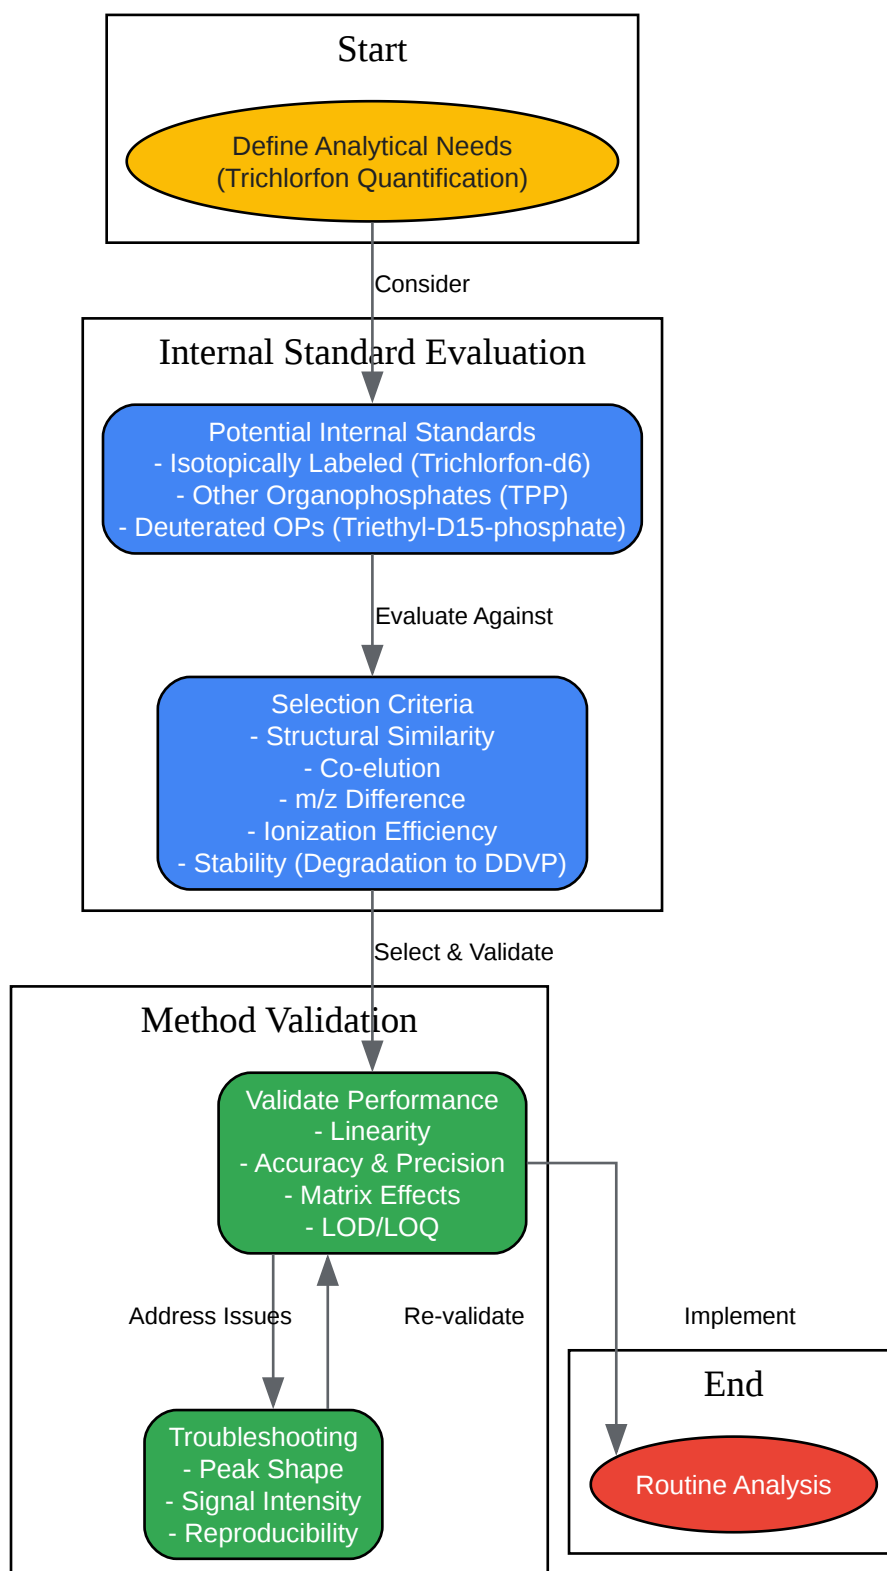 Start
Define Analytical Needs
(Trichlorfon Quantification)
Consider
Internal Standard Evaluation
Potential Internal Standards
- Isotopically Labeled (Trichlorfon-d6)
- Other Organophosphates (TPP)
- Deuterated OPs (Triethyl-D15-phosphate)
Evaluate Against
Selection Criteria
- Structural Similarity
- Co-elution
- m/z Difference
- Ionization Efficiency
- Stability (Degradation to DDVP)
Select & Validate
Method Validation
Validate Performance
- Linearity
- Accuracy & Precision
- Matrix Effects
- LOD/LOQ
Address Issues
Re-validate
Implement
End
Routine Analysis
Troubleshooting
- Peak Shape
- Signal Intensity
- Reproducibility